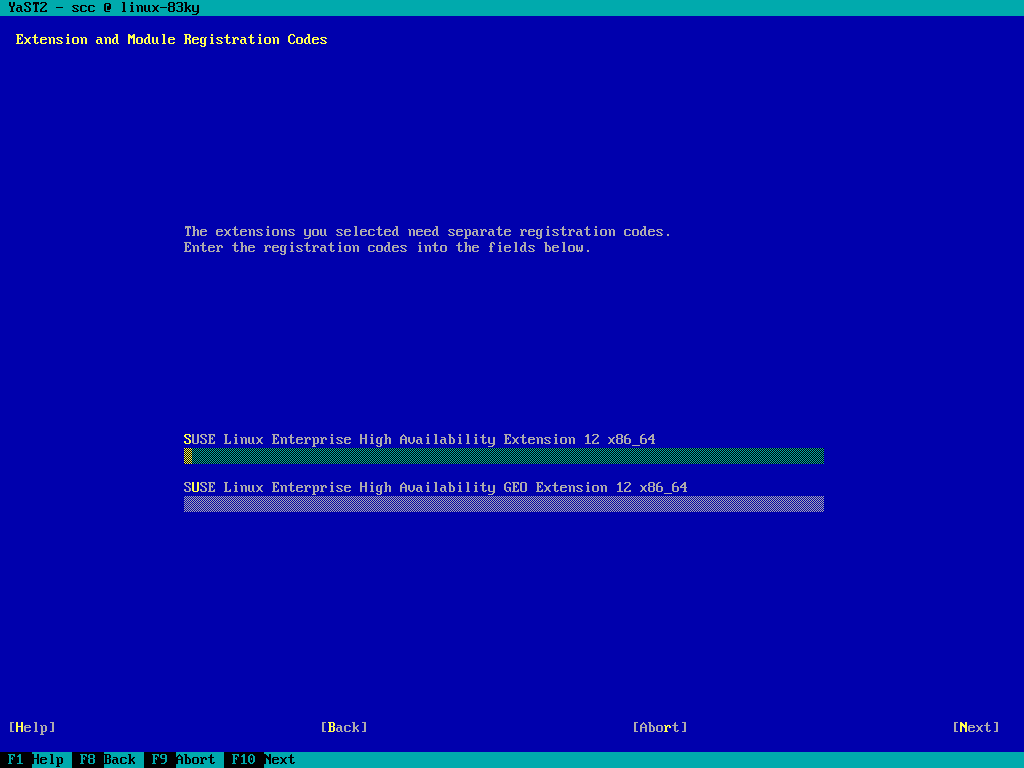 YaST2 - scc @ linux-83ky
Extension and Module Registration Codes
The extensions you selected need separate registration codes.
Enter the registration codes into the fields below.
SUSE Linux Enterprise High Availability Extension 12 x86_64
SUSE Linux Enterprise High Availability GEO Extension 12 x86_64
[Help] [Back] [Abort] [Next]
F1 Help F8 Back F9 Abort F10 Next